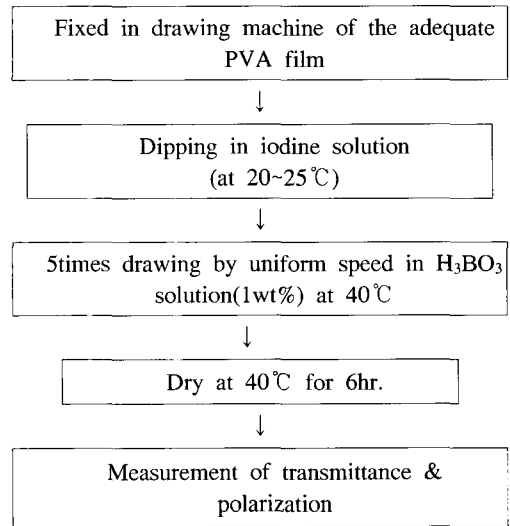 Fixed in drawing machine of the adequate
PVA film
↓
Dipping in iodine solution
(at 20~25℃)
↓
5times drawing by uniform speed in H₃BO₃
solution(1wt%) at 40℃
↓
Dry at 40℃ for 6hr.
↓
Measurement of transmittance &
polarization